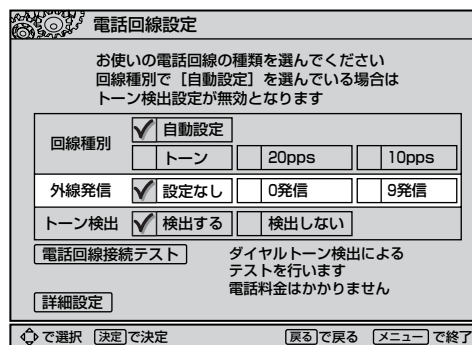 電話回線設定
お使いの電話回線の種類を選んでください
回線種別で［自動設定］を選んでいる場合は
トーン検出設定が無効となります
回線種別 自動設定
トーン 20pps 10pps
外線発信 設定なし 0発信 9発信
トーン検出 検出する 検出しない
電話回線接続テスト
ダイヤルトーン検出による
テストを行います
電話料金はかかりません
詳細設定
で選択 決定で決定 戻るで戻る メニューで終了